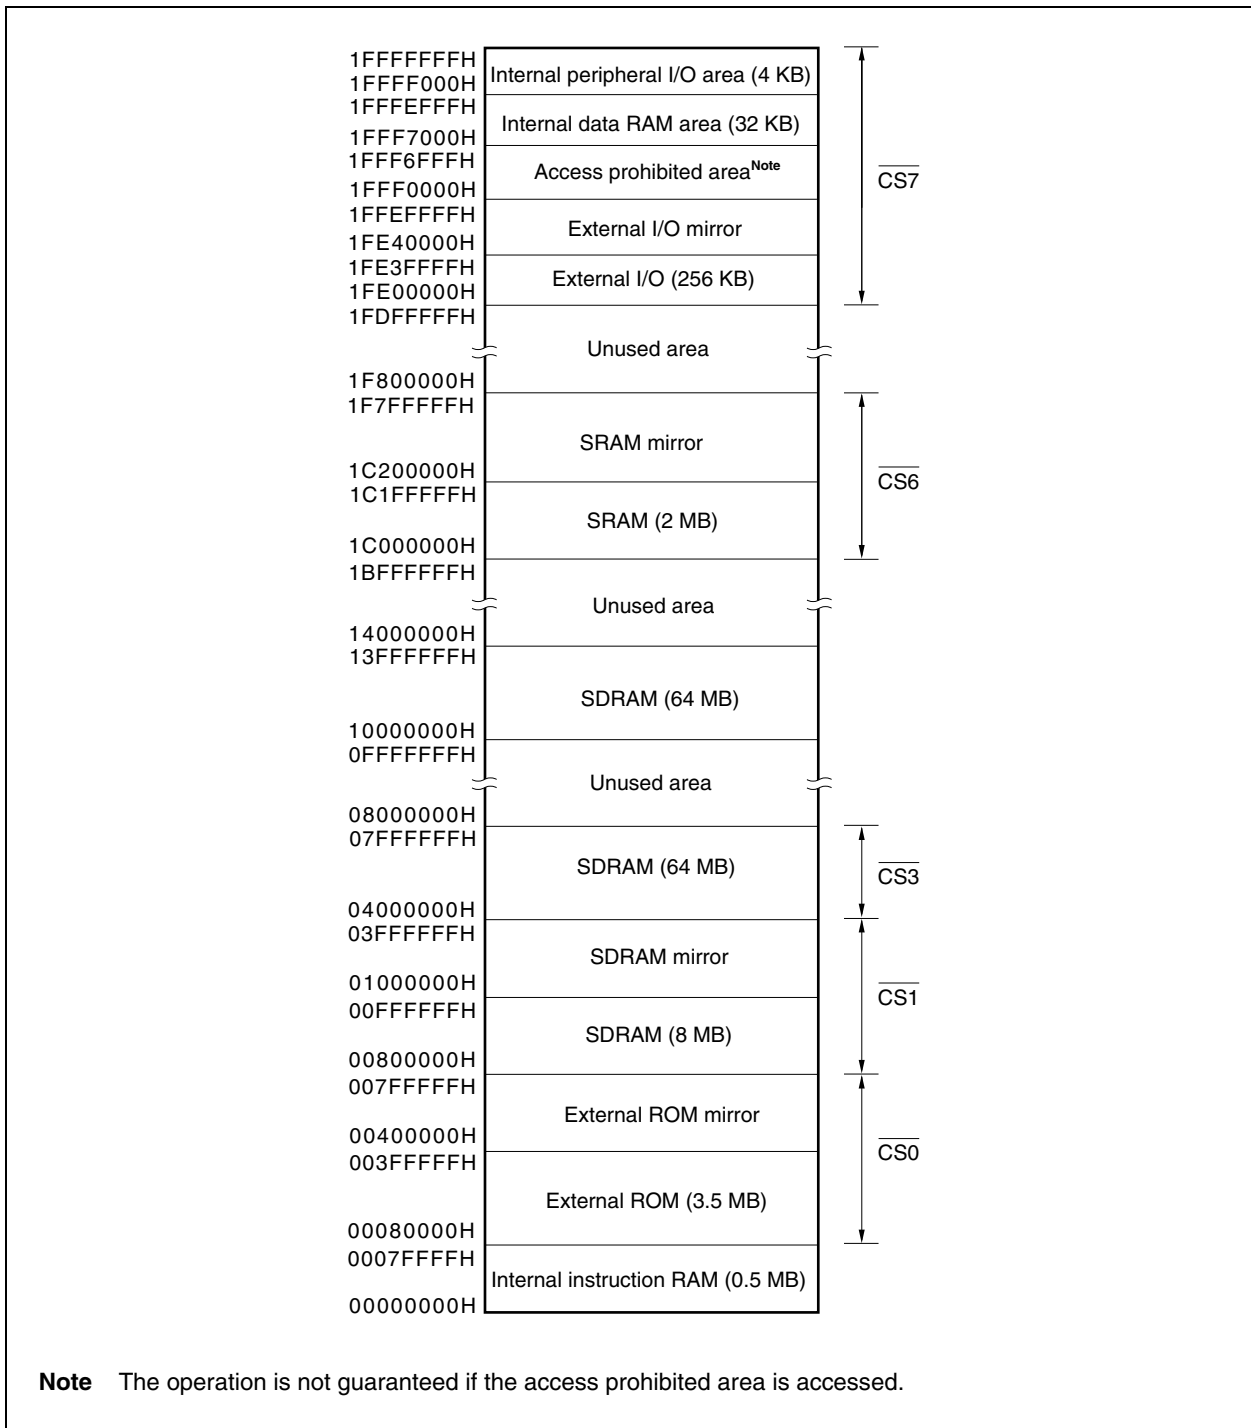 1FFFFFFFH
Internal peripheral I/O area (4 KB)
1FFFF000H
1FFFEFFFH
Internal data RAM area (32 KB)
1FFF7000H
1FFF6FFFH
Access prohibited areaNote
CS7
1FFF0000H
1FFEFFFFH
External I/O mirror
1FE40000H
1FE3FFFFH
External I/O (256 KB)
1FE00000H
1FDFFFFFH
Unused area
1F800000H
1F7FFFFFH
SRAM mirror
1C200000H
CS6
1C1FFFFFH
SRAM (2 MB)
1C000000H
1BFFFFFFH
Unused area
14000000H
13FFFFFFH
SDRAM (64 MB)
10000000H
0FFFFFFFH
Unused area
08000000H
07FFFFFFH
SDRAM (64 MB)
CS3
04000000H
03FFFFFFH
SDRAM mirror
01000000H
CS1
00FFFFFFH
SDRAM (8 MB)
00800000H
007FFFFFH
External ROM mirror
00400000H
CS0
003FFFFFH
External ROM (3.5 MB)
00080000H
0007FFFFH
Internal instruction RAM (0.5 MB)
00000000H
Note The operation is not guaranteed if the access prohibited area is accessed.